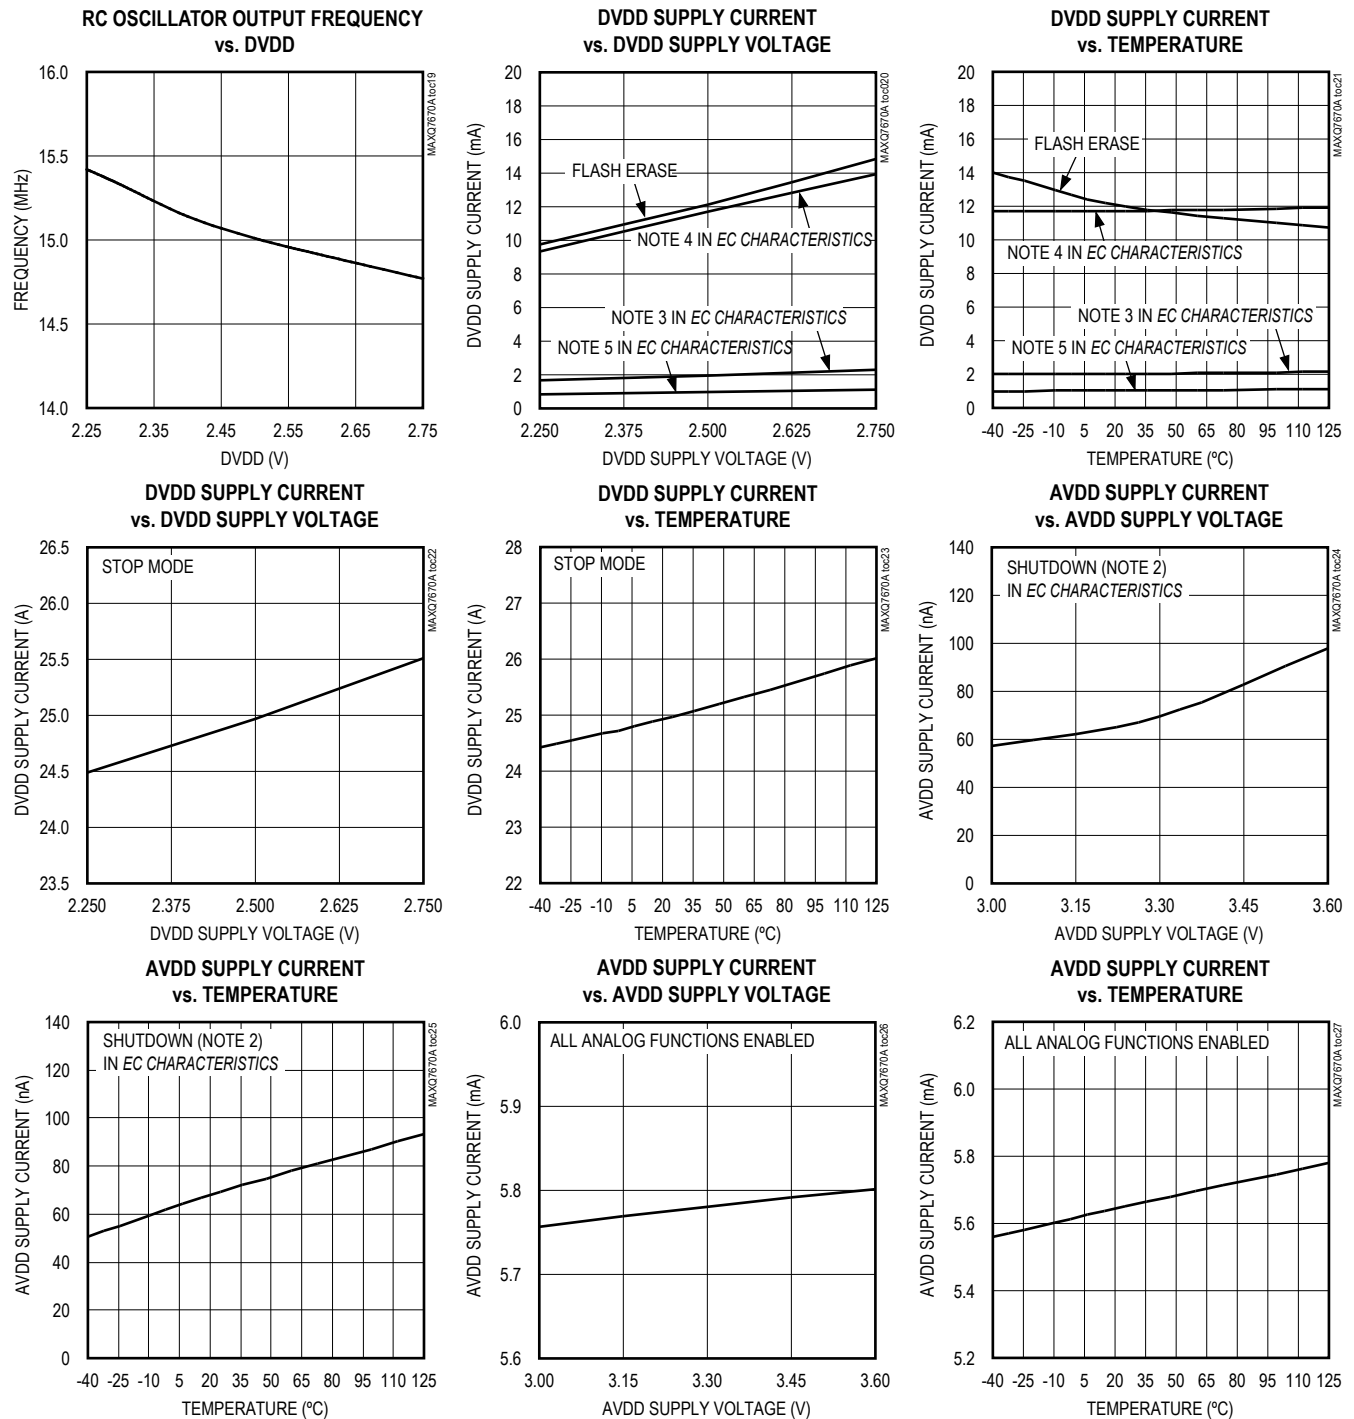 RC OSCILLATOR OUTPUT FREQUENCY
vs. DVDD
16.0
15.5
15.0
14.5
14.0
FREQUENCY (MHz)
2.25 2.35 2.45 2.55 2.65 2.75
DVDD (V)
MAXQ7670A toc19
DVDD SUPPLY CURRENT
vs. DVDD SUPPLY VOLTAGE
20
18
16
14
12
10
8
6
4
2
0
DVDD SUPPLY CURRENT (mA)
FLASH ERASE
NOTE 4 IN EC CHARACTERISTICS
NOTE 3 IN EC CHARACTERISTICS
NOTE 5 IN EC CHARACTERISTICS
2.250 2.375 2.500 2.625 2.750
DVDD SUPPLY VOLTAGE (V)
MAXQ7670A toc020
DVDD SUPPLY CURRENT
vs. TEMPERATURE
20
18
16
14
12
10
8
6
4
2
0
DVDD SUPPLY CURRENT (mA)
FLASH ERASE
NOTE 4 IN EC CHARACTERISTICS
NOTE 3 IN EC CHARACTERISTICS
NOTE 5 IN EC CHARACTERISTICS
-40 -25 -10 5 20 35 50 65 80 95 110 125
TEMPERATURE (ºC)
MAXQ7670A toc21
DVDD SUPPLY CURRENT
vs. DVDD SUPPLY VOLTAGE
26.5
26.0
25.5
25.0
24.5
24.0
23.5
DVDD SUPPLY CURRENT (A)
STOP MODE
2.250 2.375 2.500 2.625 2.750
DVDD SUPPLY VOLTAGE (V)
MAXQ7670A toc22
DVDD SUPPLY CURRENT
vs. TEMPERATURE
28
27
26
25
24
23
22
DVDD SUPPLY CURRENT (A)
STOP MODE
-40 -25 -10 5 20 35 50 65 80 95 110 125
TEMPERATURE (ºC)
MAXQ7670A toc23
AVDD SUPPLY CURRENT
vs. AVDD SUPPLY VOLTAGE
140
120
100
80
60
40
20
0
AVDD SUPPLY CURRENT (nA)
SHUTDOWN (NOTE 2)
IN EC CHARACTERISTICS
3.00 3.15 3.30 3.45 3.60
AVDD SUPPLY VOLTAGE (V)
MAXQ7670A toc24
AVDD SUPPLY CURRENT
vs. TEMPERATURE
140
120
100
80
60
40
20
0
AVDD SUPPLY CURRENT (nA)
SHUTDOWN (NOTE 2)
IN EC CHARACTERISTICS
-40 -25 -10 5 20 35 50 65 80 95 110 125
TEMPERATURE (ºC)
MAXQ7670A toc25
AVDD SUPPLY CURRENT
vs. AVDD SUPPLY VOLTAGE
6.0
5.9
5.8
5.7
5.6
AVDD SUPPLY CURRENT (mA)
ALL ANALOG FUNCTIONS ENABLED
3.00 3.15 3.30 3.45 3.60
AVDD SUPPLY VOLTAGE (V)
MAXQ7670A toc26
AVDD SUPPLY CURRENT
vs. TEMPERATURE
6.2
6.0
5.8
5.6
5.4
5.2
AVDD SUPPLY CURRENT (mA)
ALL ANALOG FUNCTIONS ENABLED
-40 -25 -10 5 20 35 50 65 80 95 110 125
TEMPERATURE (ºC)
MAXQ7670A toc27